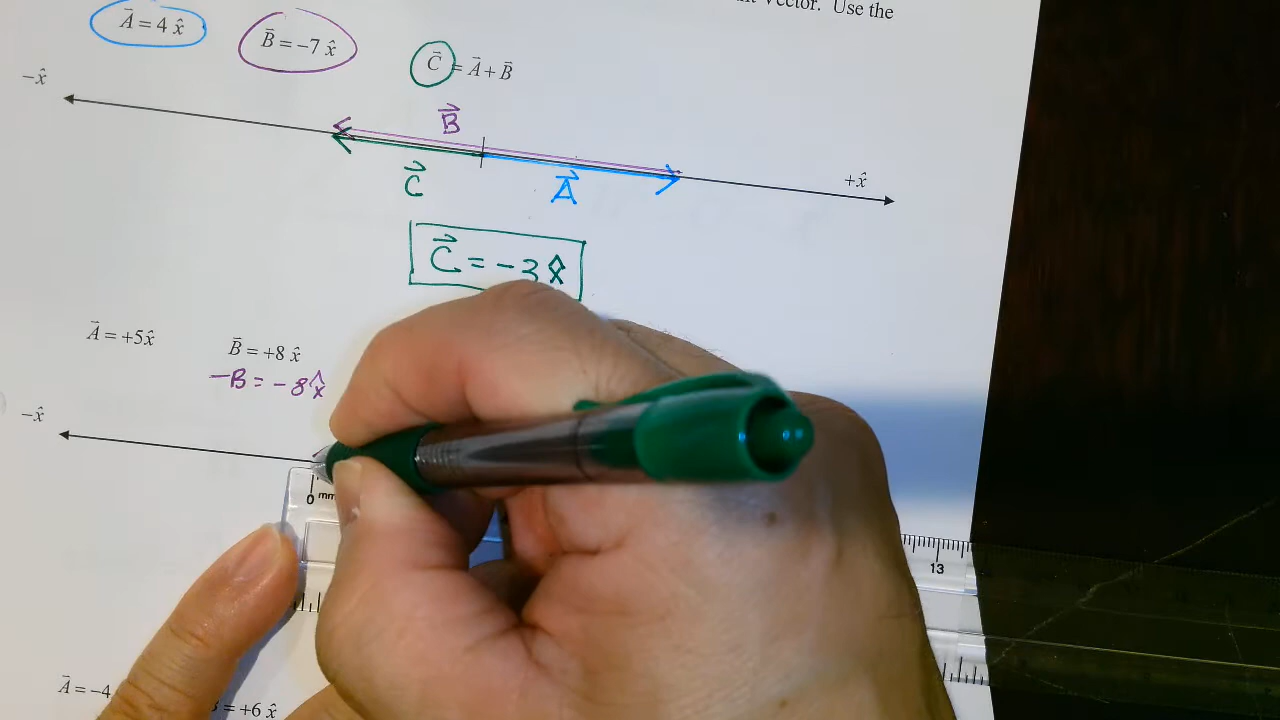 Vector. Use the
A⃗ = 4 x̂
B⃗ = −7 x̂
C⃗ = A⃗ + B⃗
−x̂
B⃗
C⃗
A⃗
+x̂
C⃗ = −3 x̂
A⃗ = +5x̂
B⃗ = +8 x̂
−B = −8 x̂
−x̂
0 mm
13
A⃗ = −4
= +6 x̂